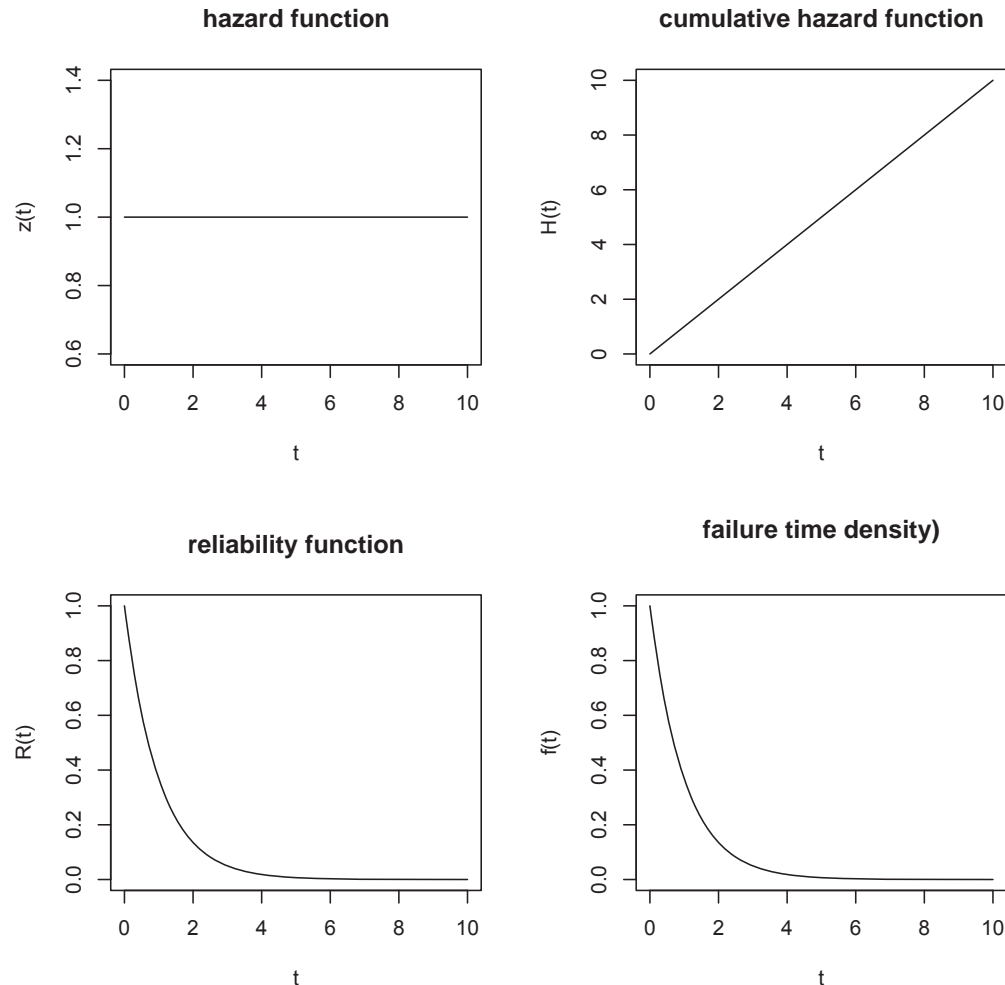 hazard function
z(t)
1.4
1.2
1.0
0.8
0.6
0 2 4 6 8 10
t
cumulative hazard function
H(t)
10
8
6
4
2
0
0 2 4 6 8 10
t
reliability function
R(t)
1.0
0.8
0.6
0.4
0.2
0.0
0 2 4 6 8 10
t
failure time density)
f(t)
1.0
0.8
0.6
0.4
0.2
0.0
0 2 4 6 8 10
t